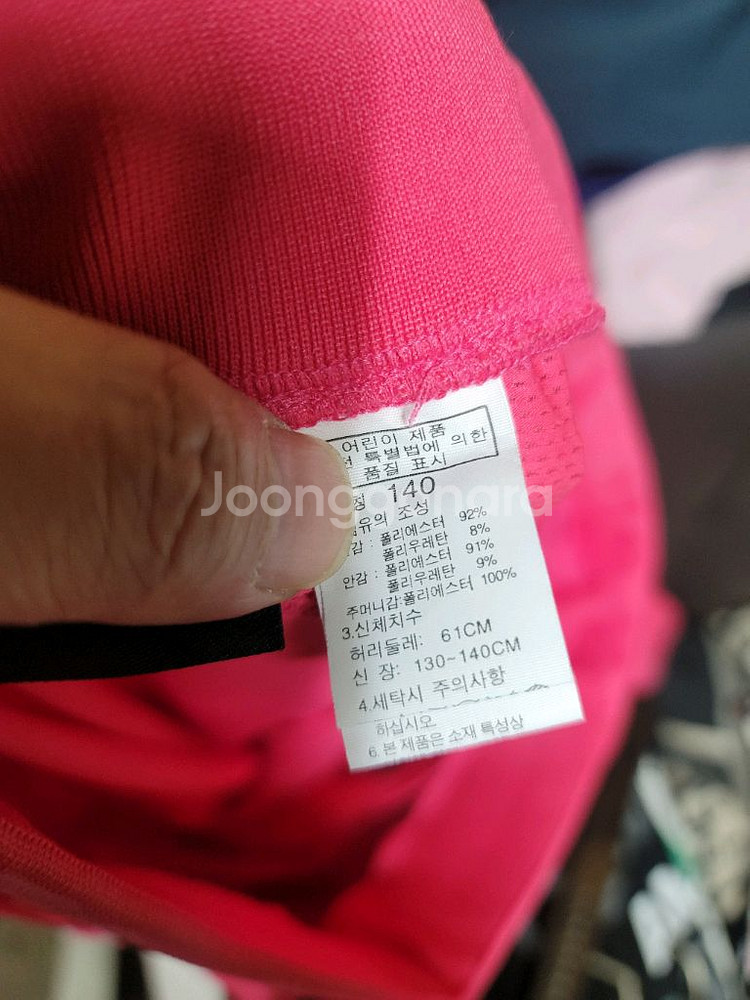 어린이 제품
특별법에 의한
품질 표시
140
조성
폴리에스터 92%
폴리우레탄 8%
안감 : 폴리에스터 91%
폴리우레탄 9%
주머니감:폴리에스터 100%
3.신체치수
허리둘레: 61CM
신 장: 130~140CM
4.세탁시 주의사항
하십시오
6.본 제품은 소재 특성상
Joonggonara